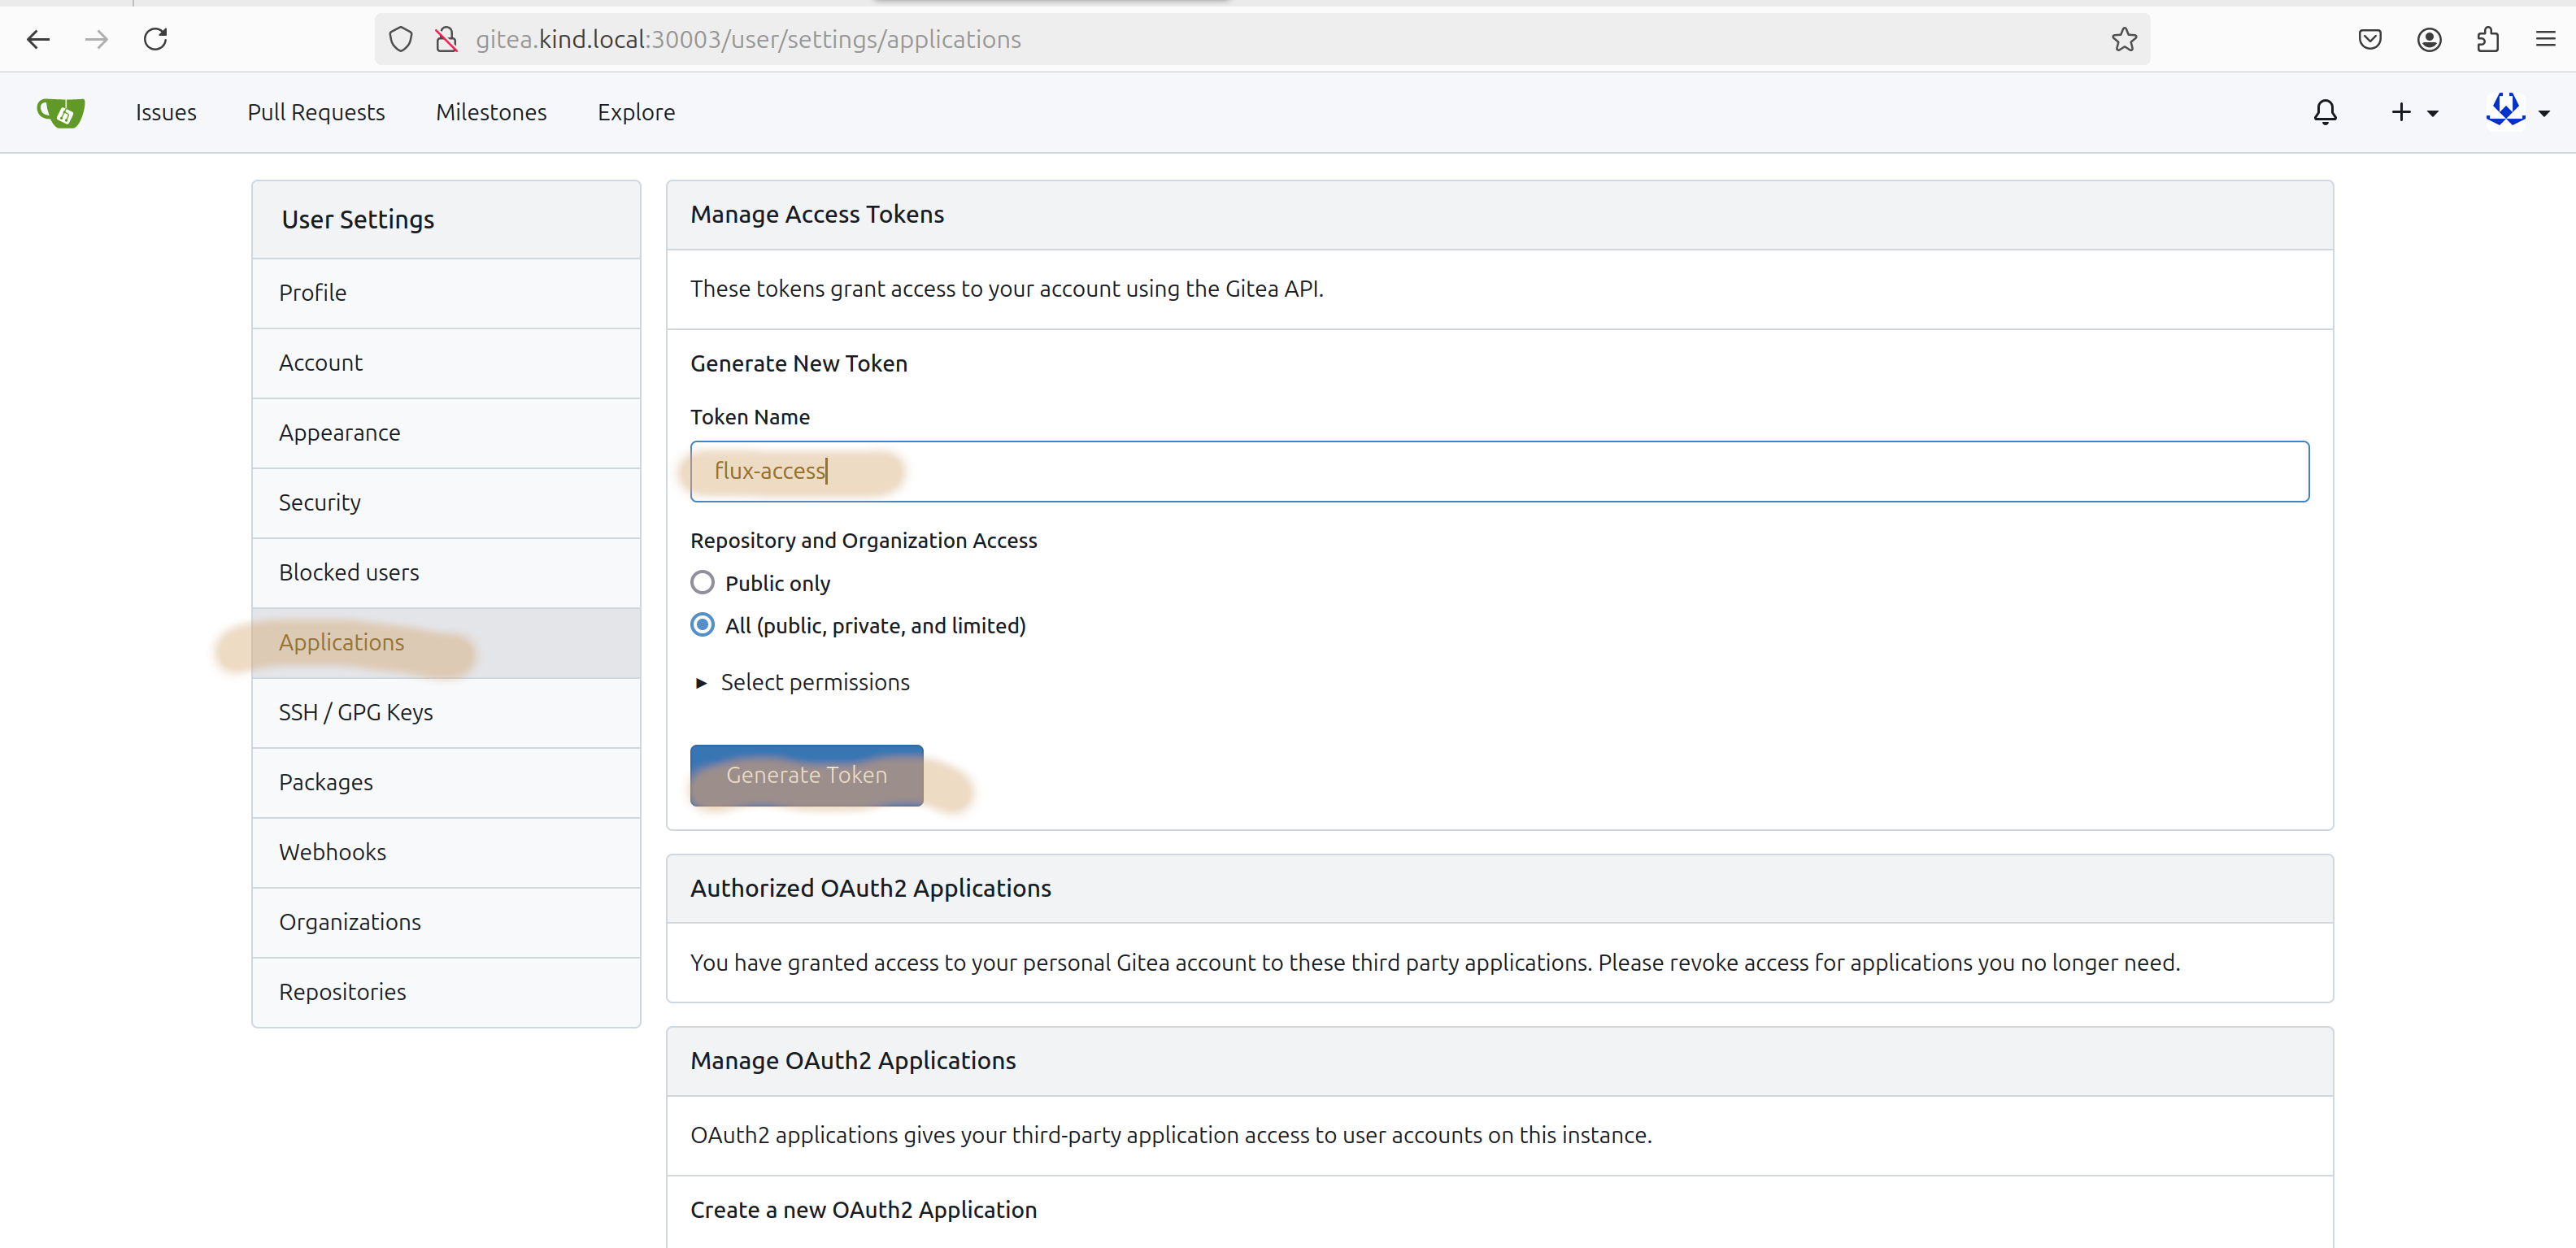 gitea.kind.local:30003/user/settings/applications
Issues Pull Requests Milestones Explore
User Settings
Profile
Account
Appearance
Security
Blocked users
Applications
SSH / GPG Keys
Packages
Webhooks
Organizations
Repositories
Manage Access Tokens
These tokens grant access to your account using the Gitea API.
Generate New Token
Token Name
flux-access
Repository and Organization Access
Public only
All (public, private, and limited)
Select permissions
Generate Token
Authorized OAuth2 Applications
You have granted access to your personal Gitea account to these third party applications. Please revoke access for applications you no longer need.
Manage OAuth2 Applications
OAuth2 applications gives your third-party application access to user accounts on this instance.
Create a new OAuth2 Application